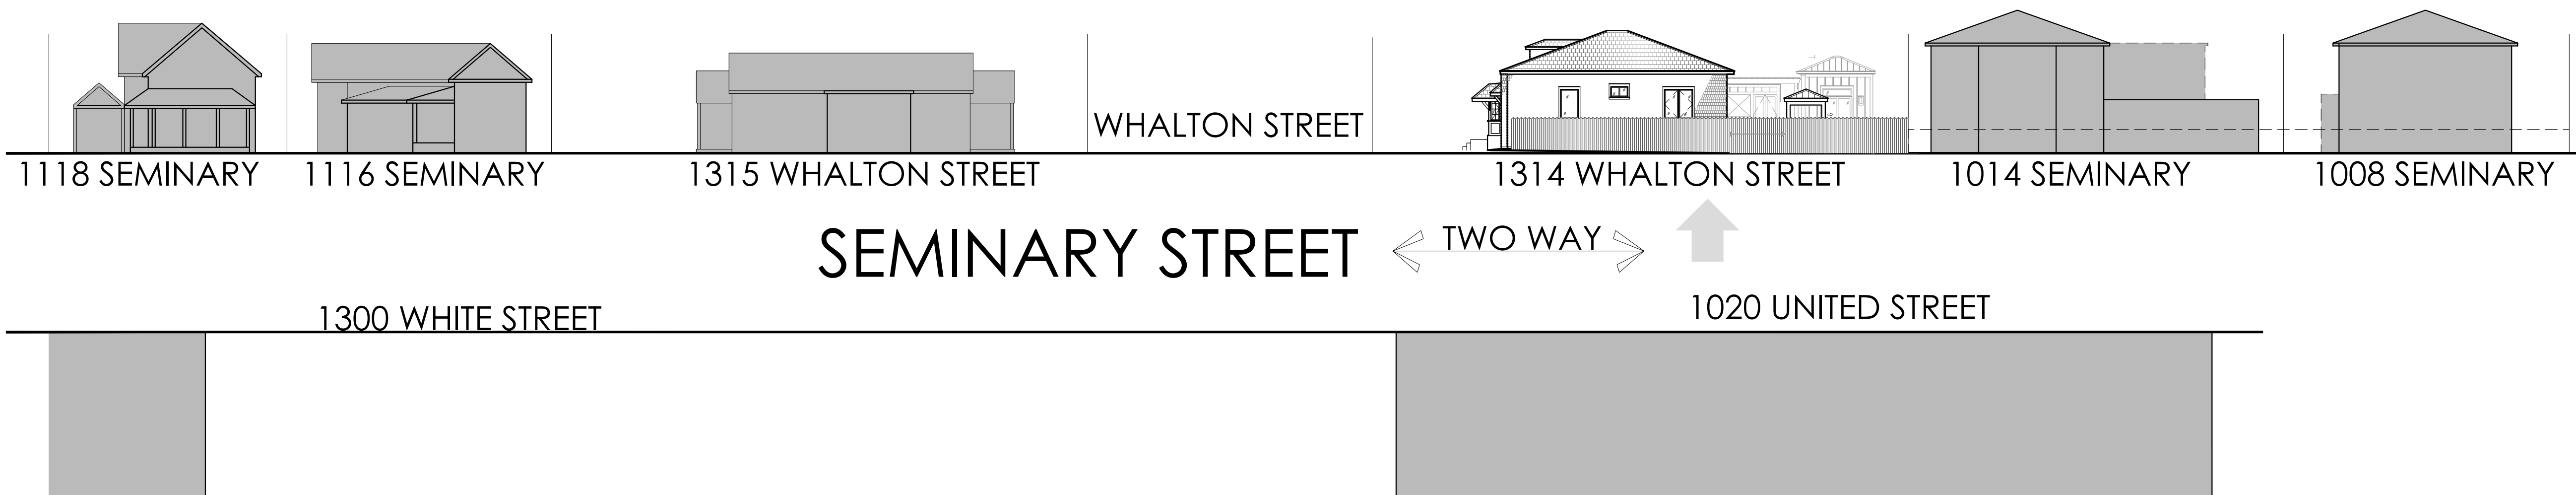 WHALTON STREET
1118 SEMINARY
1116 SEMINARY
1315 WHALTON STREET
1314 WHALTON STREET
1014 SEMINARY
1008 SEMINARY
SEMINARY STREET
TWO WAY
1300 WHITE STREET
1020 UNITED STREET